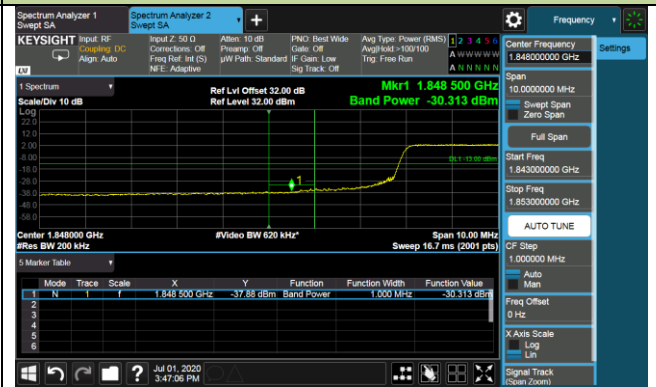 Spectrum Analyzer 1
Swept SA
Spectrum Analyzer 2
Swept SA
+
Frequency
KEYSIGHT
Input: RF
Coupling: DC
Align: Auto
Input Z: 50 Ω
Corrections: Off
Freq Ref: Int (S)
NFE: Adaptive
Atten: 10 dB
Preamp: Off
µW Path: Standard
PNO: Best Wide
Gate: Off
IF Gain: Low
Sig Track: Off
Avg Type: Power (RMS)
Avg|Hold: >100/100
Trig: Free Run
1 2 3 4 5 6
A W W W W W
A N N N N N
LXI
1 Spectrum
Scale/Div 10 dB
Log
Ref Lvl Offset 32.00 dB
Ref Level 32.00 dBm
Mkr1 1.848 500 GHz
Band Power -30.313 dBm
22.0
12.0
2.00
-8.00
-18.0
-28.0
-38.0
-48.0
-58.0
DL1 -13.00 dBm
1
Center 1.848000 GHz
#Res BW 200 kHz
#Video BW 620 kHz*
Span 10.00 MHz
Sweep 16.7 ms (2001 pts)
5 Marker Table
Mode Trace Scale X Y Function Function Width Function Value
1 N 1 f 1.848 500 GHz -37.88 dBm Band Power 1.000 MHz -30.313 dBm
2
3
4
5
6
Jul 01, 2020
3:47:06 PM
Center Frequency
1.848000000 GHz
Settings
Span
10.0000000 MHz
Swept Span
Zero Span
Full Span
Start Freq
1.843000000 GHz
Stop Freq
1.853000000 GHz
AUTO TUNE
CF Step
1.000000 MHz
Auto
Man
Freq Offset
0 Hz
X Axis Scale
Log
Lin
Signal Track
(Span Zoom)